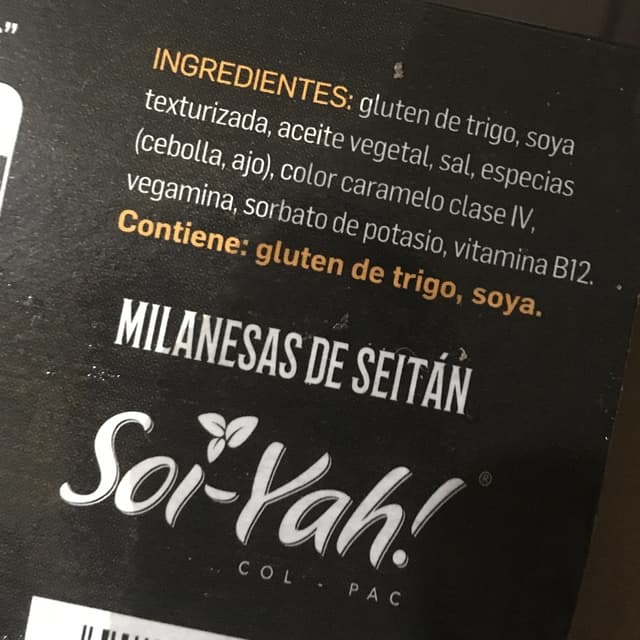 INGREDIENTES: gluten de trigo, soya
texturizada, aceite vegetal, sal, especias
(cebolla, ajo), color caramelo clase IV,
vegamina, sorbato de potasio, vitamina B12.
Contiene: gluten de trigo, soya.
MILANESAS DE SEITÁN
Soi-Yah!®
COL - PAC